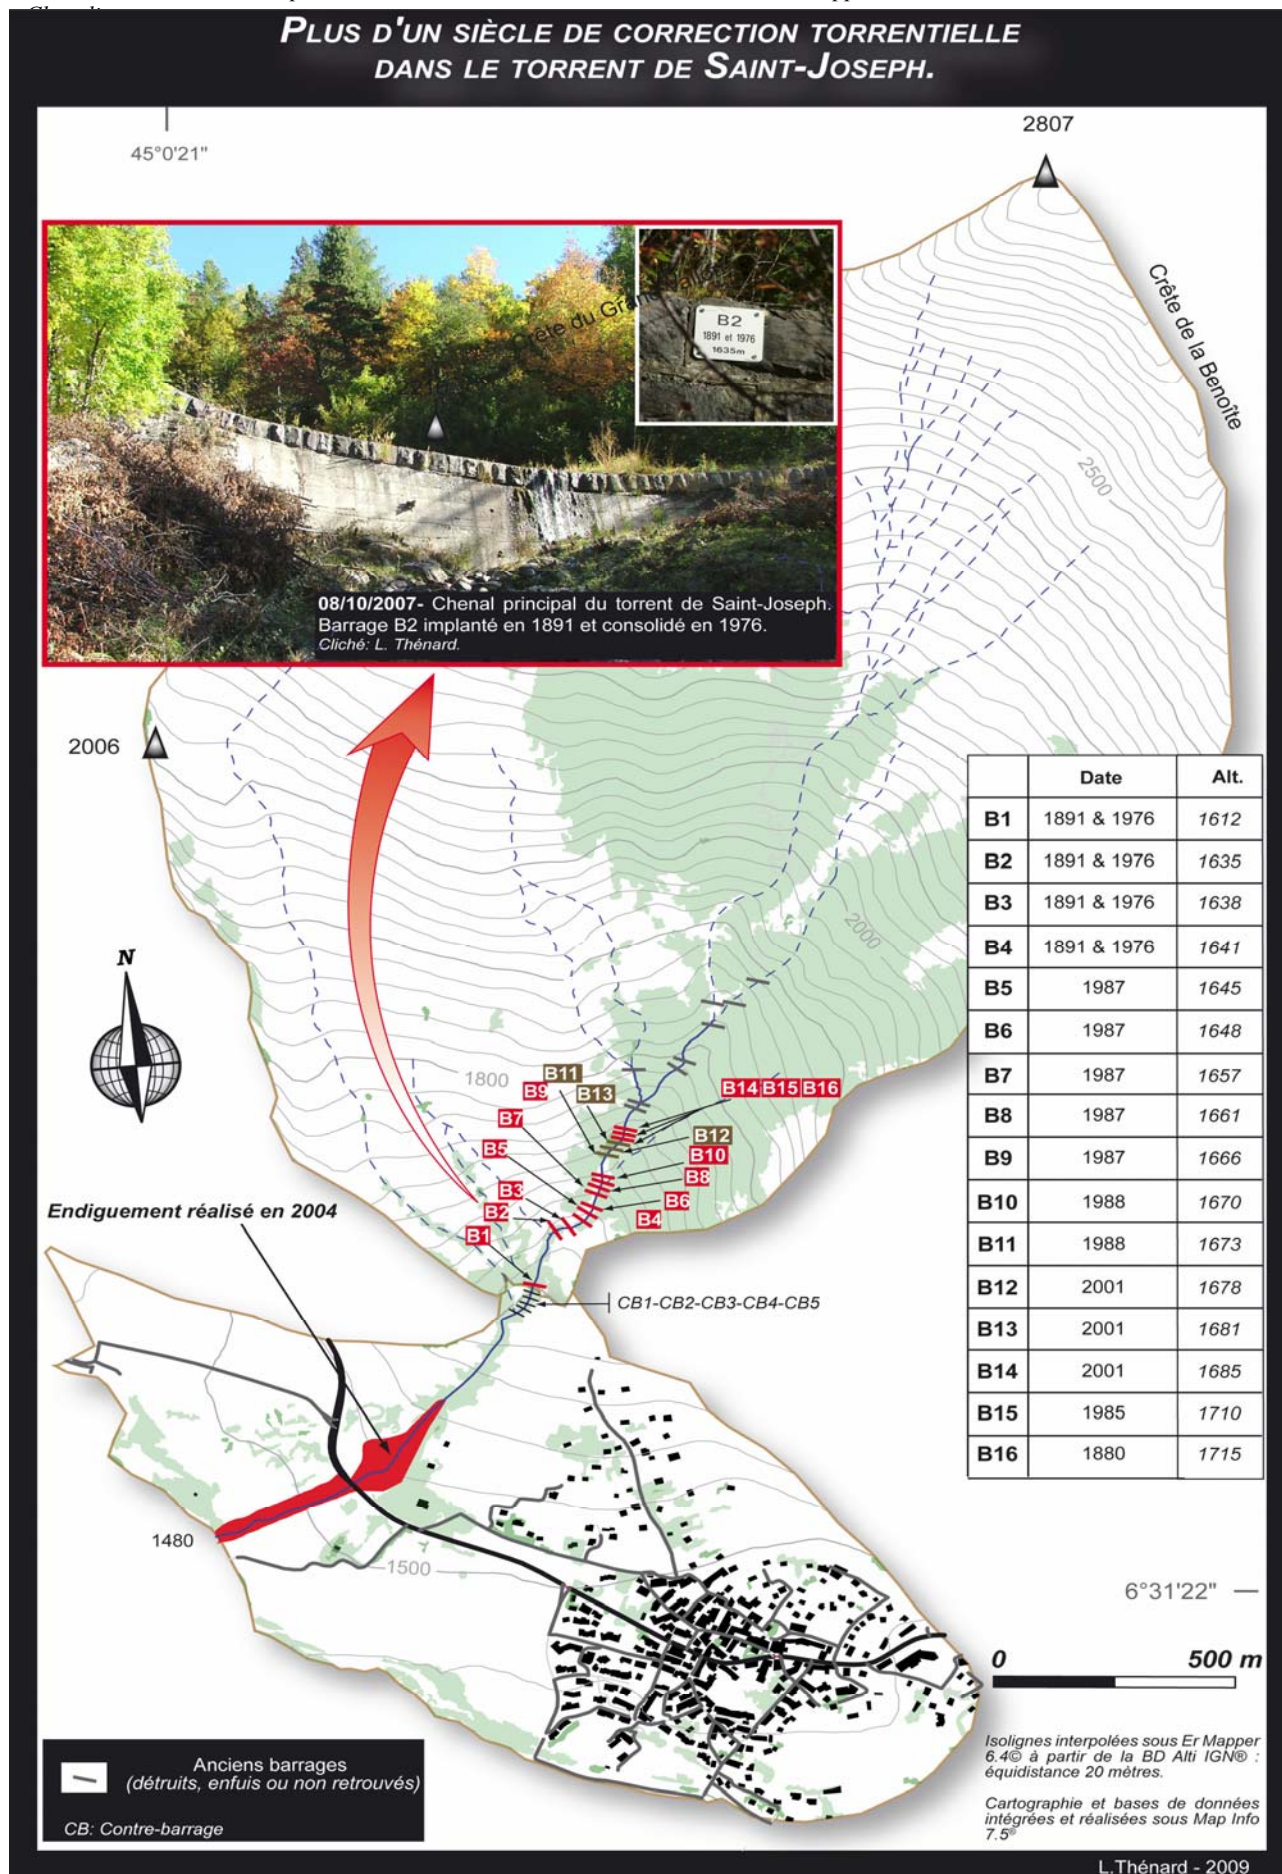 PLUS D'UN SIÈCLE DE CORRECTION TORRENTIELLE
DANS LE TORRENT DE SAINT-JOSEPH.
45°0'21"
2807
Crête de la Benoîte
Crête du Gran
B2
1891 et 1976
1635m
2500
08/10/2007- Chenal principal du torrent de Saint-Joseph.
Barrage B2 implanté en 1891 et consolidé en 1976.
Cliché: L. Thénard.
2006
Date Alt.
B1 1891 & 1976 1612
B2 1891 & 1976 1635
B3 1891 & 1976 1638
B4 1891 & 1976 1641
B5 1987 1645
B6 1987 1648
B7 1987 1657
B8 1987 1661
B9 1987 1666
B10 1988 1670
B11 1988 1673
B12 2001 1678
B13 2001 1681
B14 2001 1685
B15 1985 1710
B16 1880 1715
2000
N
1800
B11
B9
B13
B14 B15 B16
B7
B12
B5
B10
B8
B3
B6
B2
B4
B1
Endiguement réalisé en 2004
CB1-CB2-CB3-CB4-CB5
1480
1500
6°31'22"
0 500 m
Anciens barrages
(détruits, enfuis ou non retrouvés)
CB: Contre-barrage
Isolignes interpolées sous Er Mapper
6.4© à partir de la BD Alti IGN® :
équidistance 20 mètres.
Cartographie et bases de données
intégrées et réalisées sous Map Info
7.5©
L.Thénard - 2009